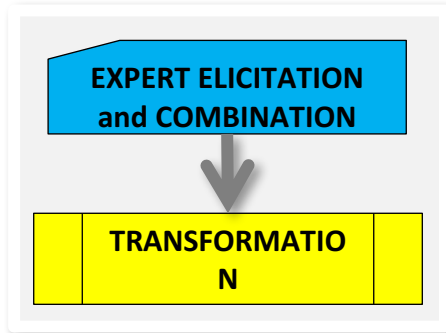 EXPERT ELICITATION
and COMBINATION
TRANSFORMATIO
N